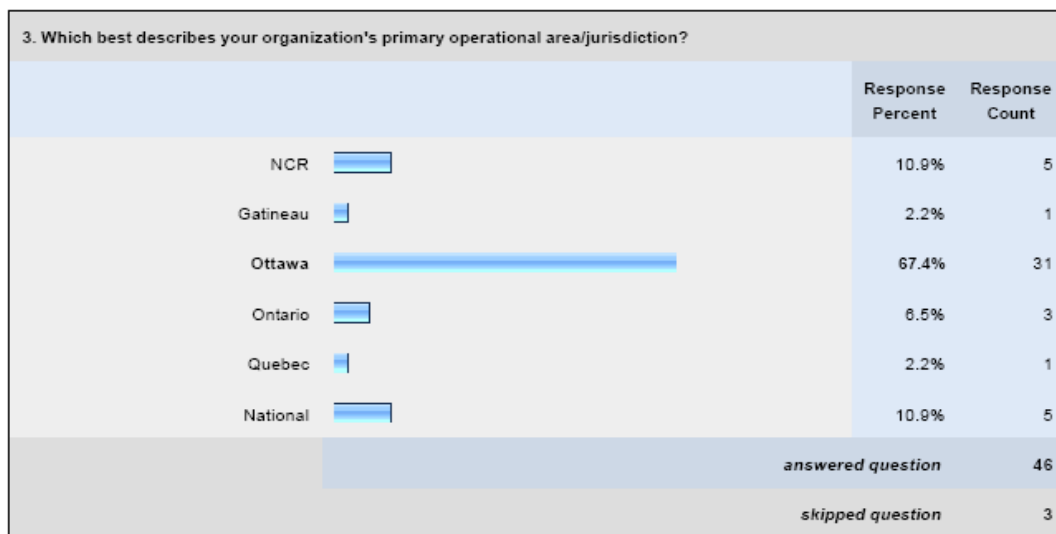 3. Which best describes your organization's primary operational area/jurisdiction?
Response Percent Response Count
NCR 10.9% 5
Gatineau 2.2% 1
Ottawa 67.4% 31
Ontario 6.5% 3
Quebec 2.2% 1
National 10.9% 5
answered question 46
skipped question 3